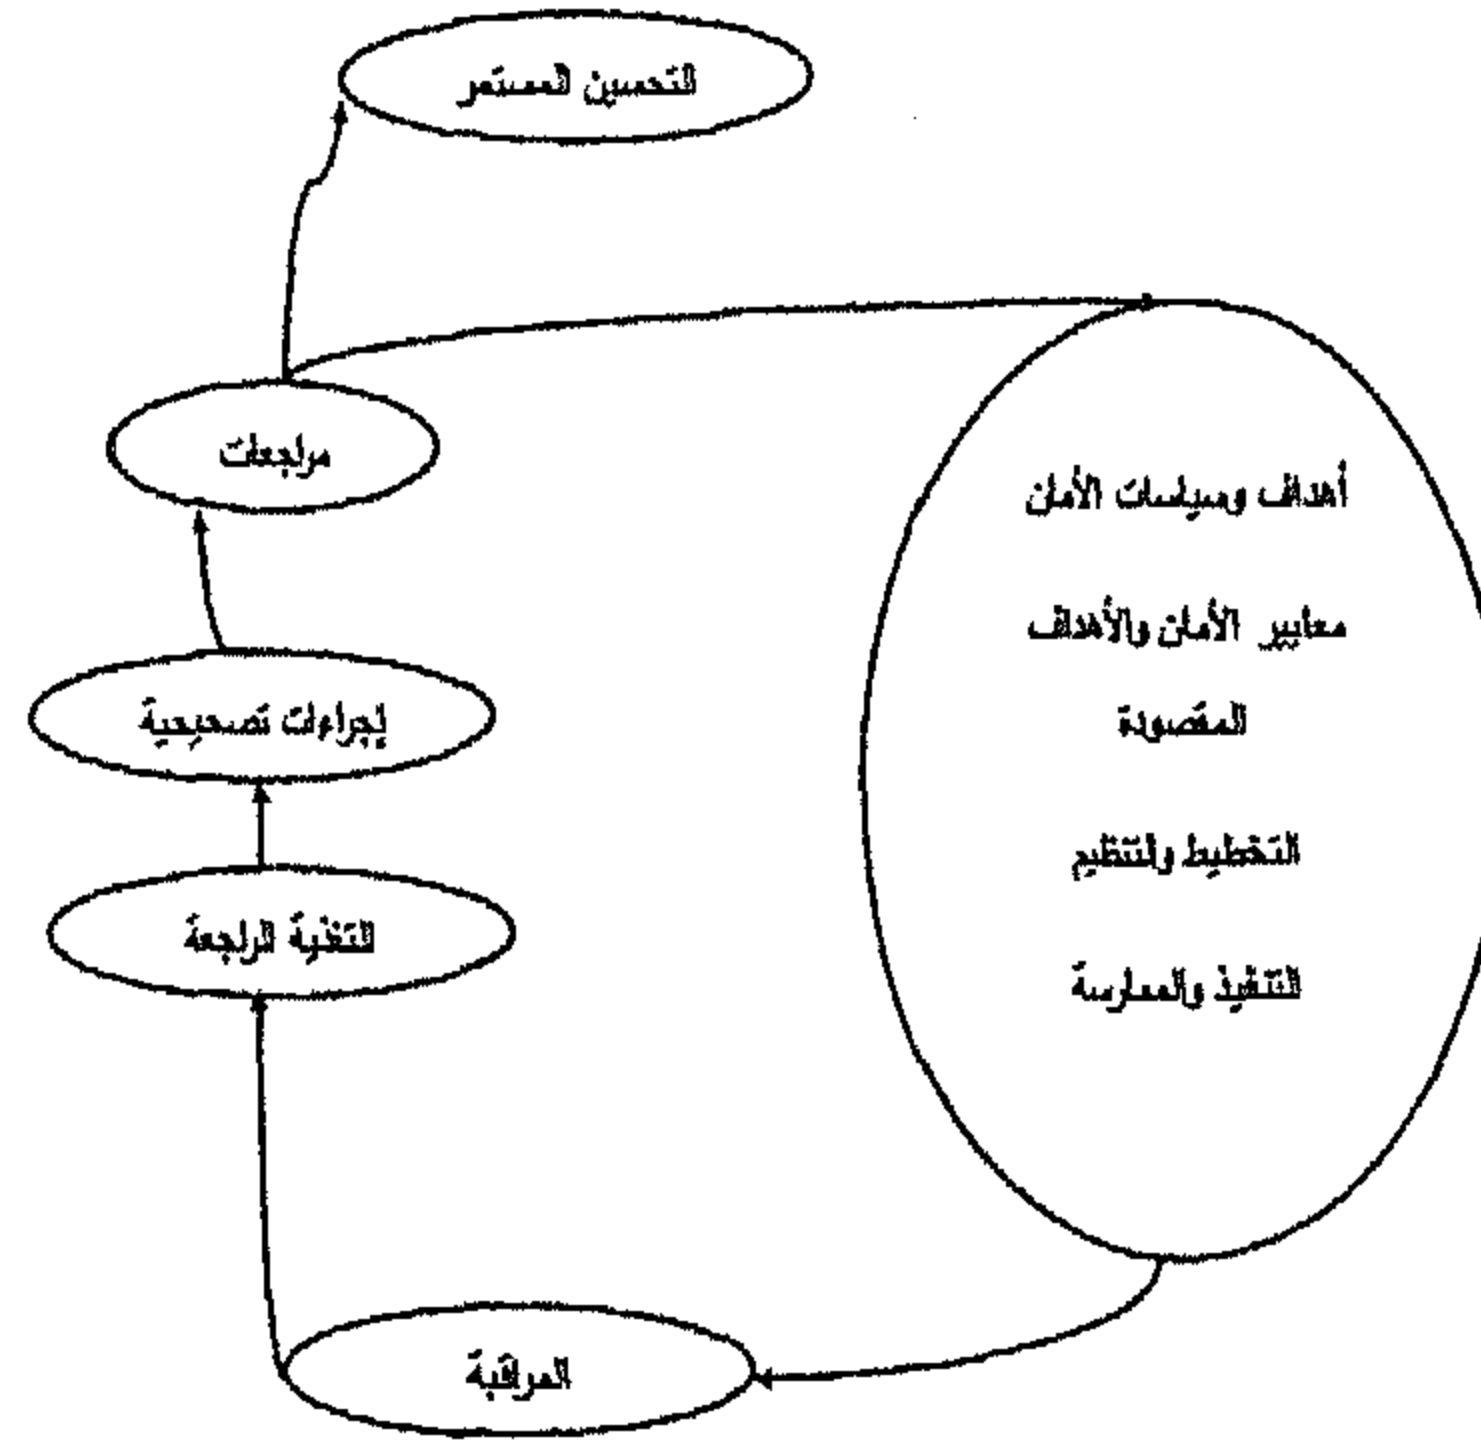 التحسين المستمر
مراجعات
أهداف وسياسات الأمان
معايير الأمان والأهداف
المقصودة
إجراءات تصحيحية
التخطيط والتنظيم
التغذية الراجعة
التنفيذ والممارسة
المراقبة